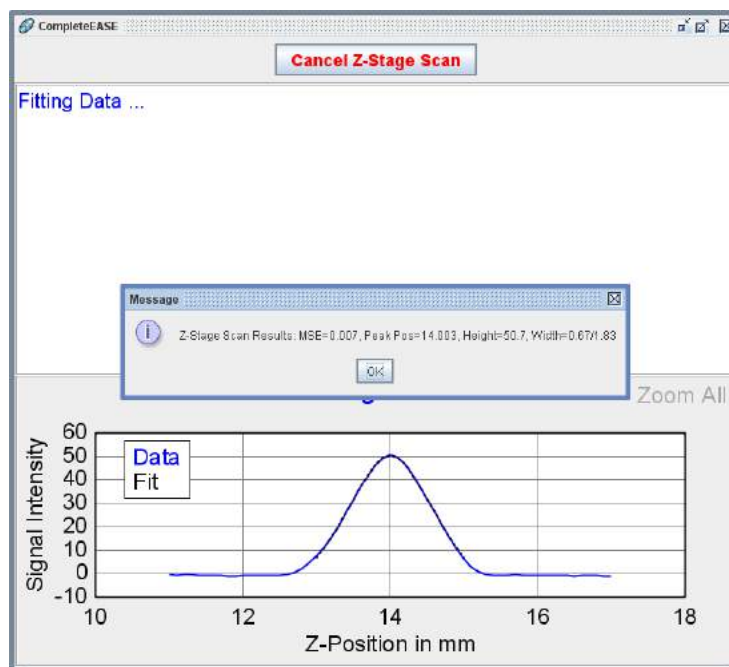 CompleteEASE
Cancel Z-Stage Scan
Fitting Data ...
Message
Z-Stage Scan Results: MSE=0.007, Peak Pos=14.003, Height=50.7, Width=0.67/1.83
OK
Zoom All
60
50
40
30
20
10
0
-10
Signal Intensity
Data
Fit
10 12 14 16 18
Z-Position in mm